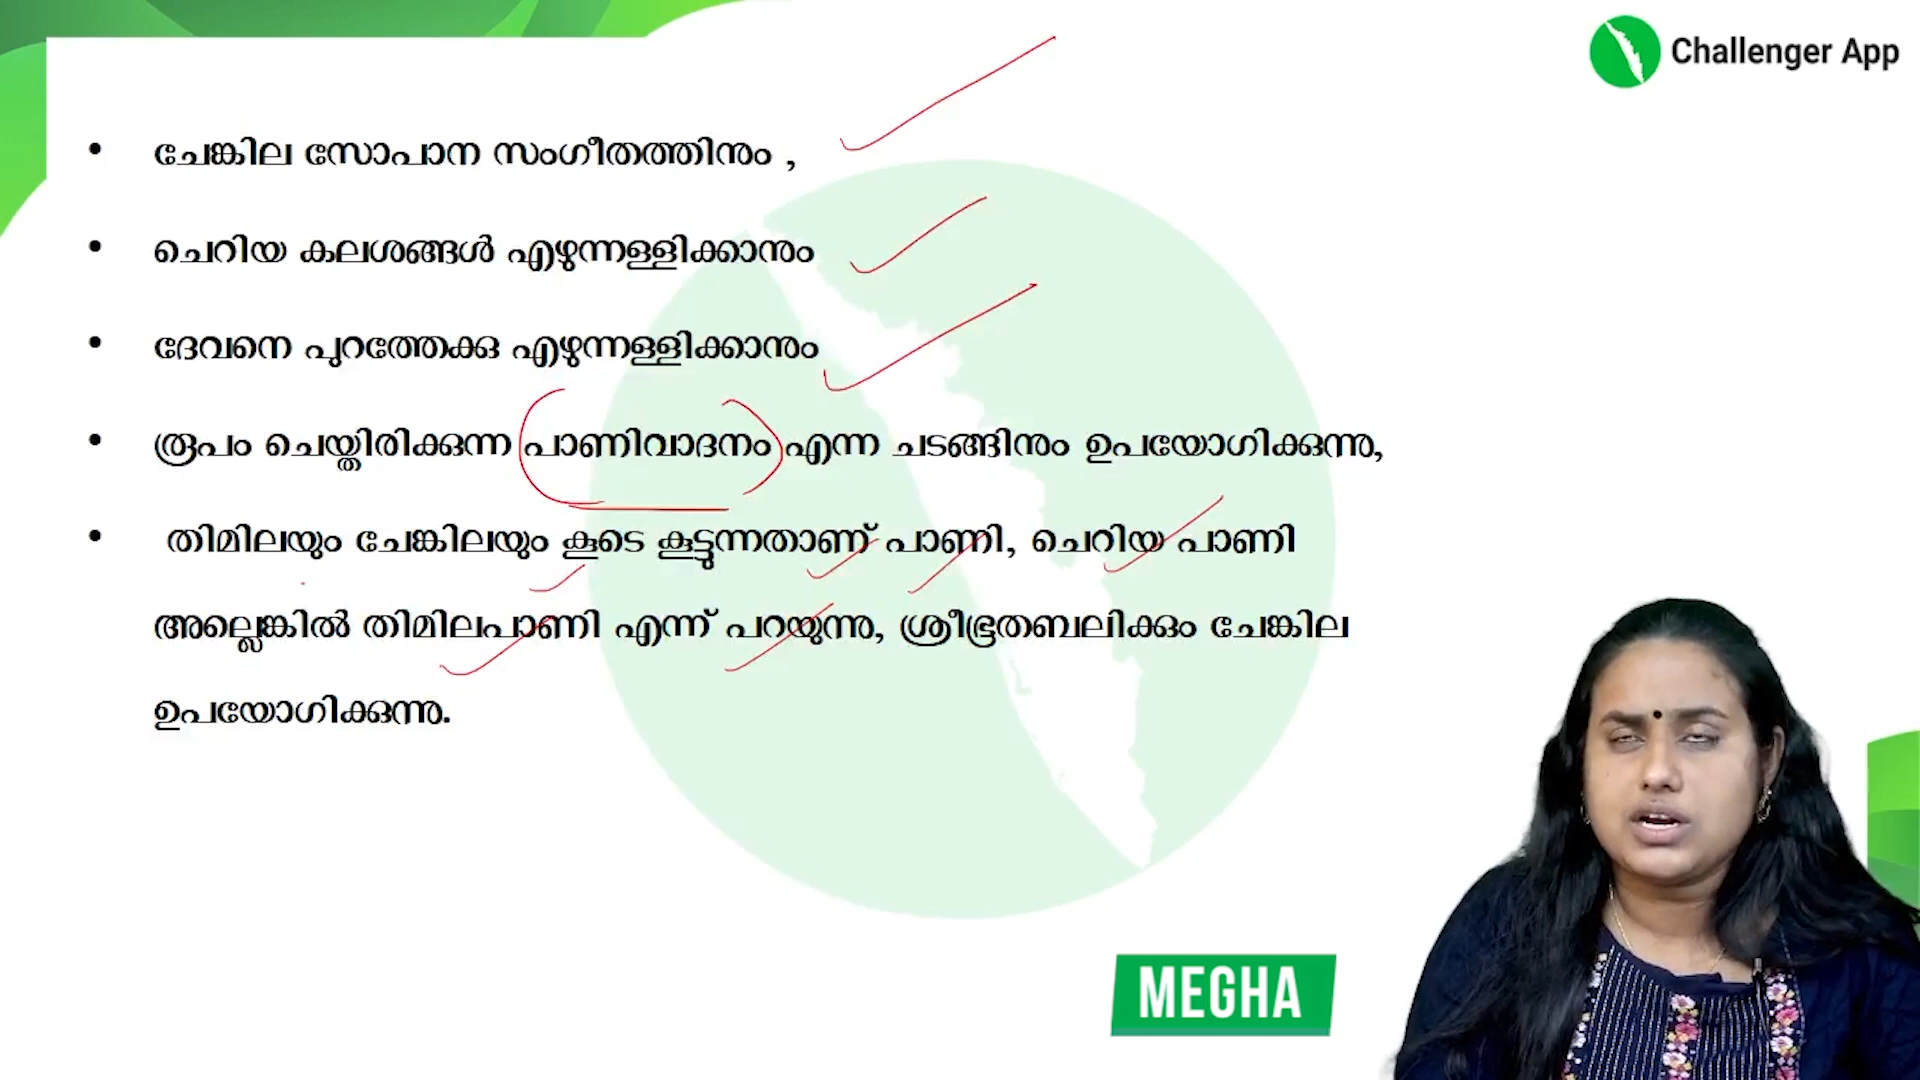 Challenger App
• ചേങ്കില സോപാന സംഗീതത്തിനും ,
• ചെറിയ കലശങ്ങൾ എഴുന്നള്ളിക്കാനും
• ദേവനെ പുറത്തേക്കു എഴുന്നള്ളിക്കാനും
• രൂപം ചെയ്തിരിക്കുന്ന പാണിവാദനം എന്ന ചടങ്ങിനും ഉപയോഗിക്കുന്നു,
• തിമിലയും ചേങ്കിലയും കൂടെ കൂട്ടുന്നതാണ് പാണി, ചെറിയ പാണി
അല്ലെങ്കിൽ തിമിലപാണി എന്ന് പറയുന്നു, ശ്രീഭൂതബലിക്കും ചേങ്കില
ഉപയോഗിക്കുന്നു.
MEGHA